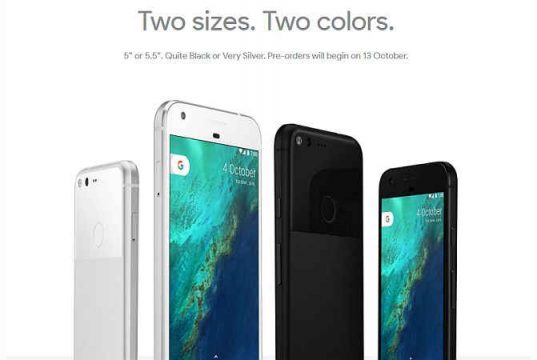 Two sizes. Two colors.
5" or 5.5". Quite Black or Very Silver. Pre-orders will begin on 13 October.
4 October
4 October